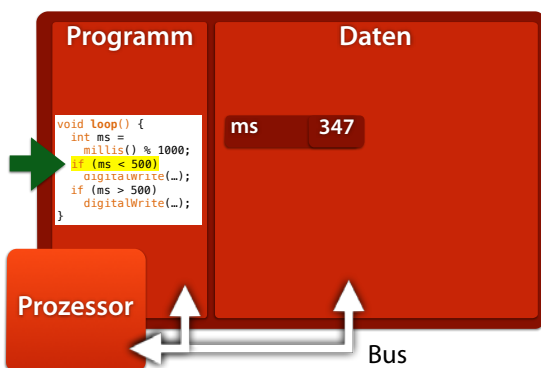 Programm
Daten
void loop() {
int ms =
millis() % 1000;
if (ms < 500)
digitalWrite(…);
if (ms > 500)
digitalWrite(…);
}
ms 347
Prozessor
Bus